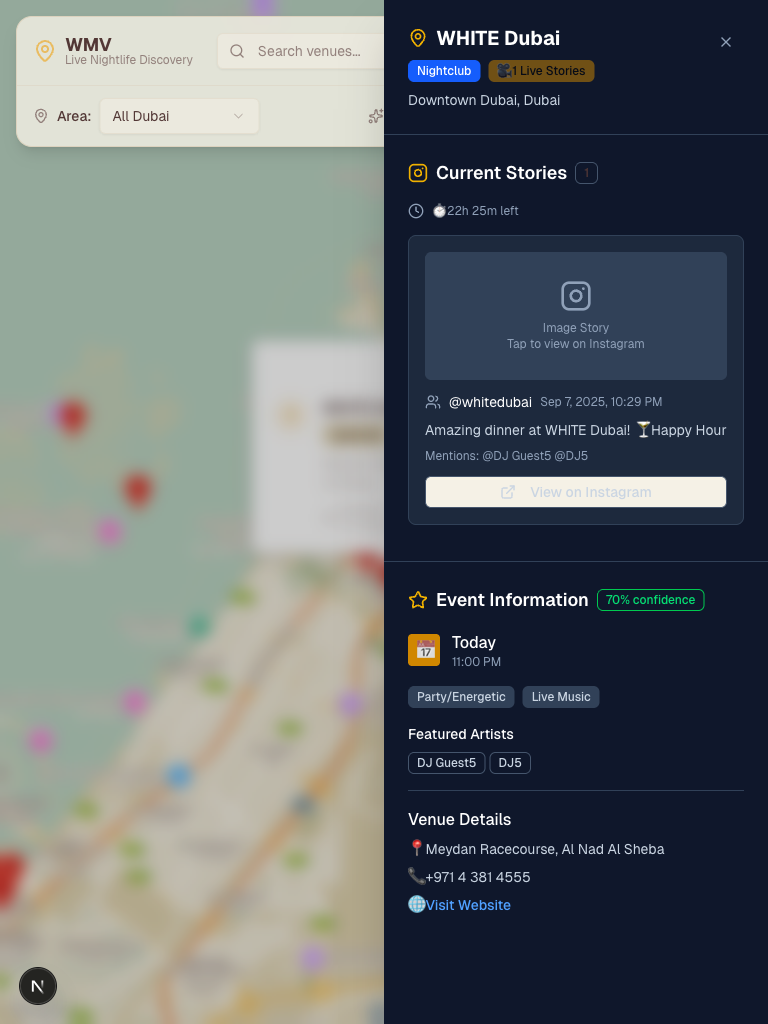 WMV
Live Nightlife Discovery
Search venues...
Area:
All Dubai
WHITE Dubai
Nightclub
🎥1 Live Stories
Downtown Dubai, Dubai
Current Stories
1
⏱️22h 25m left
Image Story
Tap to view on Instagram
@whitedubai Sep 7, 2025, 10:29 PM
Amazing dinner at WHITE Dubai! 🍸Happy Hour
Mentions: @DJ Guest5 @DJ5
View on Instagram
Event Information
70% confidence
📅
Today
11:00 PM
Party/Energetic
Live Music
Featured Artists
DJ Guest5
DJ5
Venue Details
📍Meydan Racecourse, Al Nad Al Sheba
📞+971 4 381 4555
🌐Visit Website
N